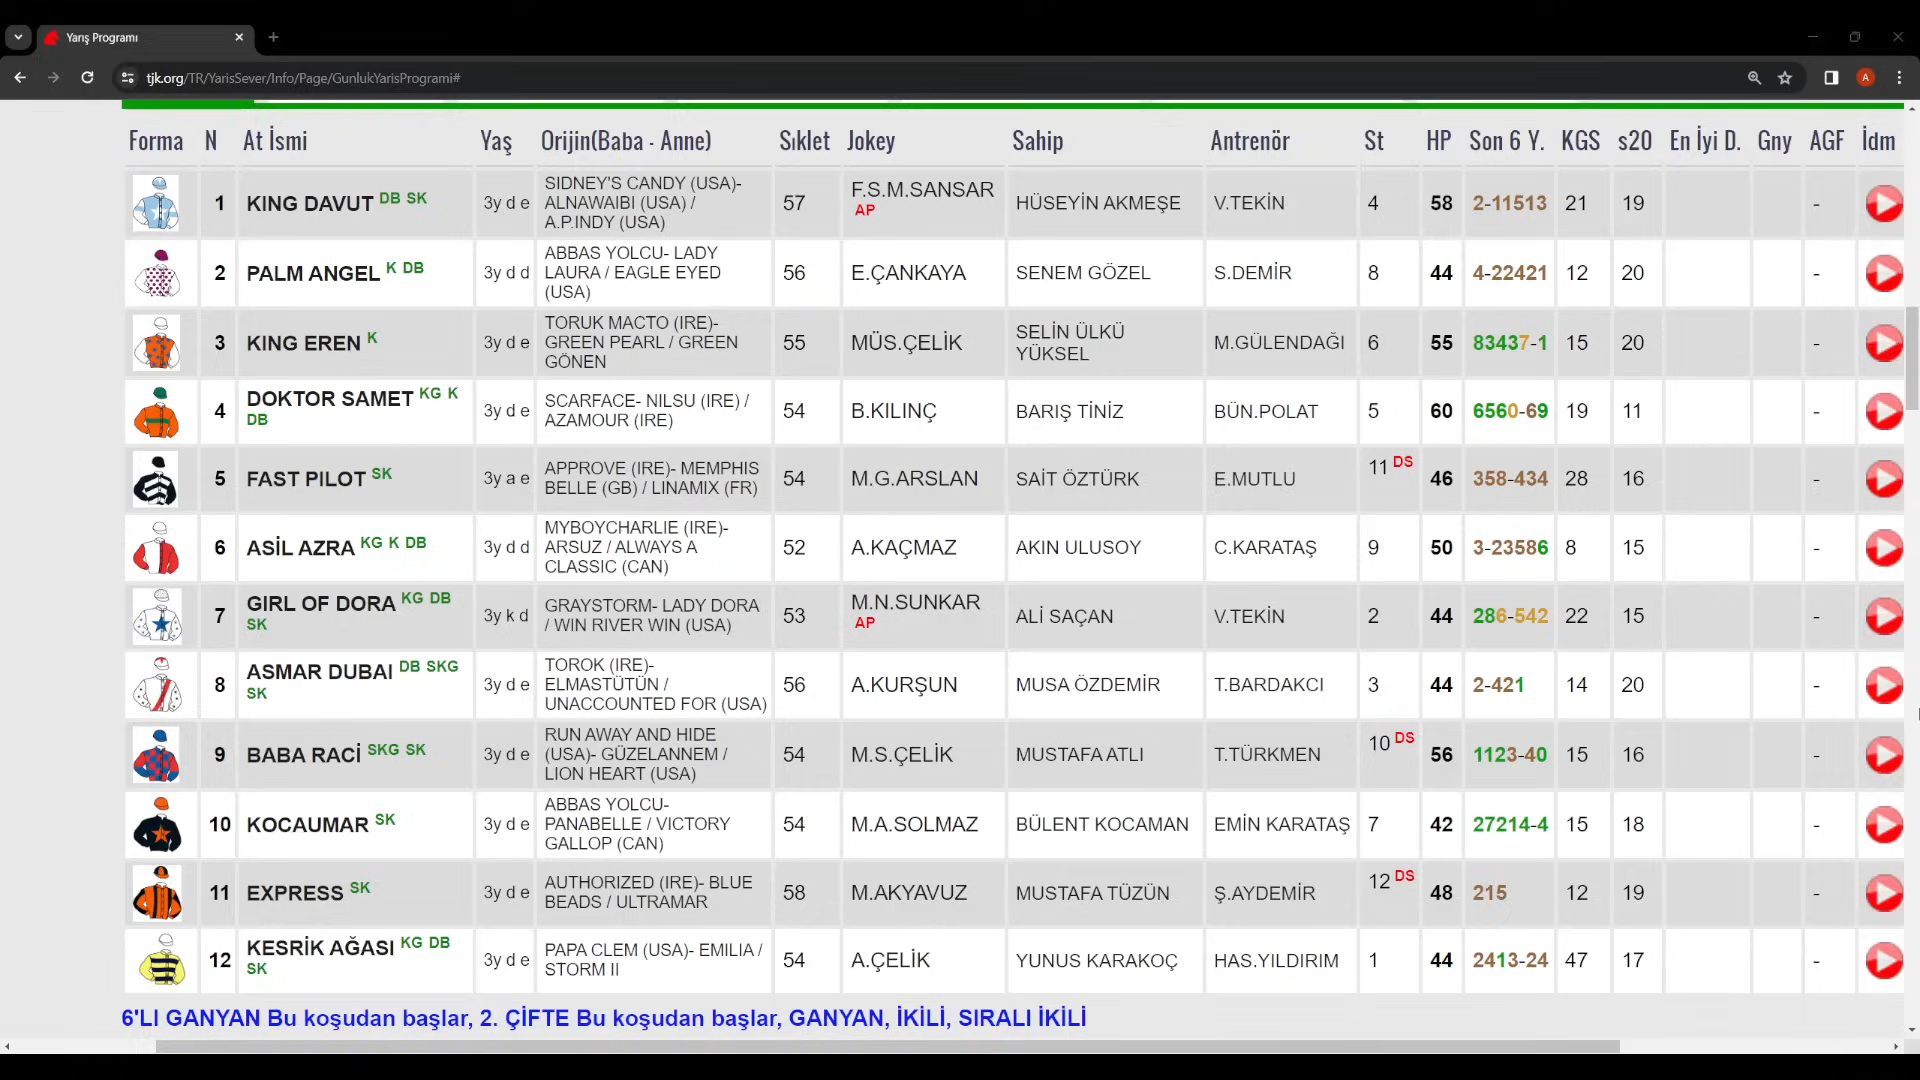 Yarış Programı
tjk.org/TR/YarisSever/Info/Page/GunlukYarisProgrami#
A
Forma N At İsmi Yaş Orijin(Baba - Anne) Sıklet Jokey Sahip Antrenör St HP Son 6 Y. KGS s20 En İyi D. Gny AGF İdm
1 KING DAVUT DB SK 3y d e SIDNEY'S CANDY (USA)- ALNAWAIBI (USA) / A.P.INDY (USA) 57 F.S.M.SANSAR AP HÜSEYİN AKMEŞE V.TEKİN 4 58 2-11513 21 19 -
2 PALM ANGEL K DB 3y d d ABBAS YOLCU- LADY LAURA / EAGLE EYED (USA) 56 E.ÇANKAYA SENEM GÖZEL S.DEMİR 8 44 4-22421 12 20 -
3 KING EREN K 3y d e TORUK MACTO (IRE)- GREEN PEARL / GREEN GÖNEN 55 MÜS.ÇELİK SELİN ÜLKÜ YÜKSEL M.GÜLENDAĞI 6 55 83437-1 15 20 -
4 DOKTOR SAMET KG K DB 3y d e SCARFACE- NILSU (IRE) / AZAMOUR (IRE) 54 B.KILINÇ BARIŞ TİNİZ BÜN.POLAT 5 60 6560-69 19 11 -
5 FAST PILOT SK 3y a e APPROVE (IRE)- MEMPHIS BELLE (GB) / LINAMIX (FR) 54 M.G.ARSLAN SAİT ÖZTÜRK E.MUTLU 11 DS 46 358-434 28 16 -
6 ASİL AZRA KG K DB 3y d d MYBOYCHARLIE (IRE)- ARSUZ / ALWAYS A CLASSIC (CAN) 52 A.KAÇMAZ AKIN ULUSOY C.KARATAŞ 9 50 3-23586 8 15 -
7 GIRL OF DORA KG DB SK 3y k d GRAYSTORM- LADY DORA / WIN RIVER WIN (USA) 53 M.N.SUNKAR AP ALİ SAÇAN V.TEKİN 2 44 286-542 22 15 -
8 ASMAR DUBAI DB SKG SK 3y d e TOROK (IRE)- ELMASTÜTÜN / UNACCOUNTED FOR (USA) 56 A.KURŞUN MUSA ÖZDEMİR T.BARDAKCI 3 44 2-421 14 20 -
9 BABA RACİ SKG SK 3y d e RUN AWAY AND HIDE (USA)- GÜZELANNEM / LION HEART (USA) 54 M.S.ÇELİK MUSTAFA ATLI T.TÜRKMEN 10 DS 56 1123-40 15 16 -
10 KOCAUMAR SK 3y d e ABBAS YOLCU- PANABELLE / VICTORY GALLOP (CAN) 54 M.A.SOLMAZ BÜLENT KOCAMAN EMİN KARATAŞ 7 42 27214-4 15 18 -
11 EXPRESS SK 3y d e AUTHORIZED (IRE)- BLUE BEADS / ULTRAMAR 58 M.AKYAVUZ MUSTAFA TÜZÜN Ş.AYDEMİR 12 DS 48 215 12 19 -
12 KESRİK AĞASI KG DB SK 3y d e PAPA CLEM (USA)- EMILIA / STORM II 54 A.ÇELİK YUNUS KARAKOÇ HAS.YILDIRIM 1 44 2413-24 47 17 -
6'LI GANYAN Bu koşudan başlar, 2. ÇİFTE Bu koşudan başlar, GANYAN, İKİLİ, SIRALI İKİLİ